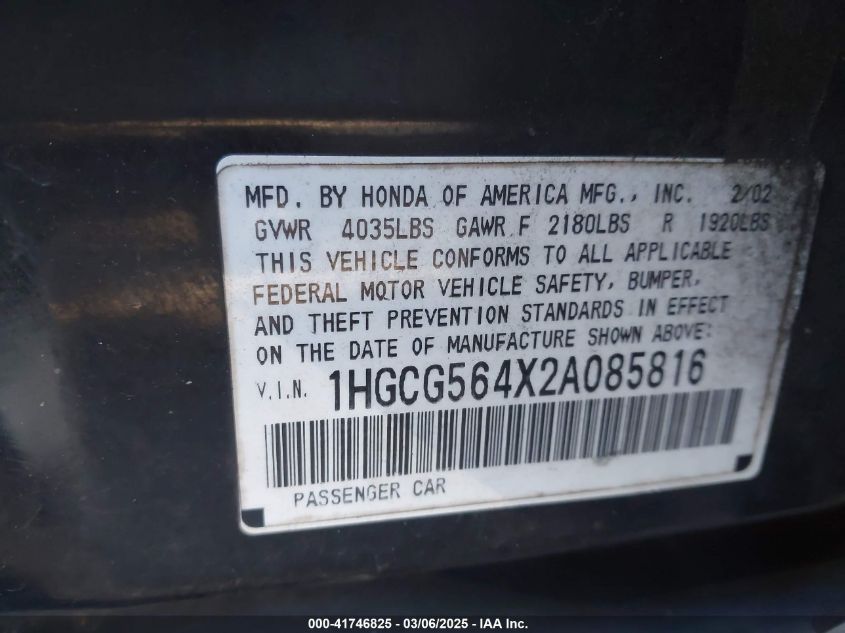 MFD. BY HONDA OF AMERICA MFG., INC. 2/02
GVWR 4035LBS GAWR F 2180LBS R 1920LBS
THIS VEHICLE CONFORMS TO ALL APPLICABLE
FEDERAL MOTOR VEHICLE SAFETY, BUMPER,
AND THEFT PREVENTION STANDARDS IN EFFECT
ON THE DATE OF MANUFACTURE SHOWN ABOVE:
V.I.N. 1HGCG564X2A085816
PASSENGER CAR
000-41746825 - 03/06/2025 - IAA Inc.